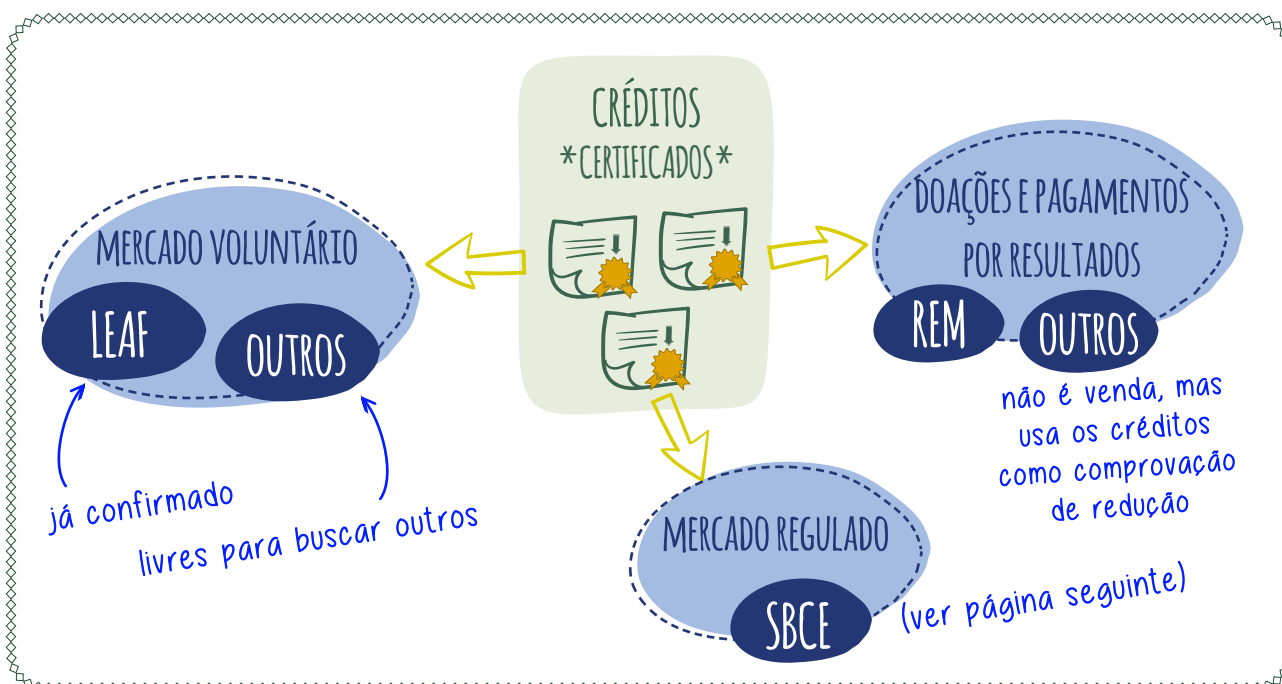 CRÉDITOS
*CERTIFICADOS*
MERCADO VOLUNTÁRIO
LEAF
OUTROS
já confirmado
livres para buscar outros
DOAÇÕES E PAGAMENTOS
POR RESULTADOS
REM
OUTROS
não é venda, mas
usa os créditos
como comprovação
de redução
MERCADO REGULADO
SBCE
(ver página seguinte)